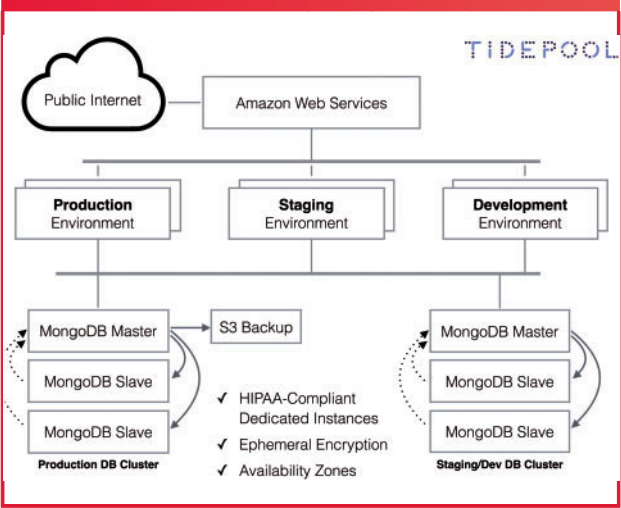 TIDEPOOL
Public Internet
Amazon Web Services
Production
Environment
Staging
Environment
Development
Environment
MongoDB Master
S3 Backup
MongoDB Slave
MongoDB Slave
Production DB Cluster
✓ HIPAA-Compliant
Dedicated Instances
✓ Ephemeral Encryption
✓ Availability Zones
MongoDB Master
MongoDB Slave
MongoDB Slave
Staging/Dev DB Cluster